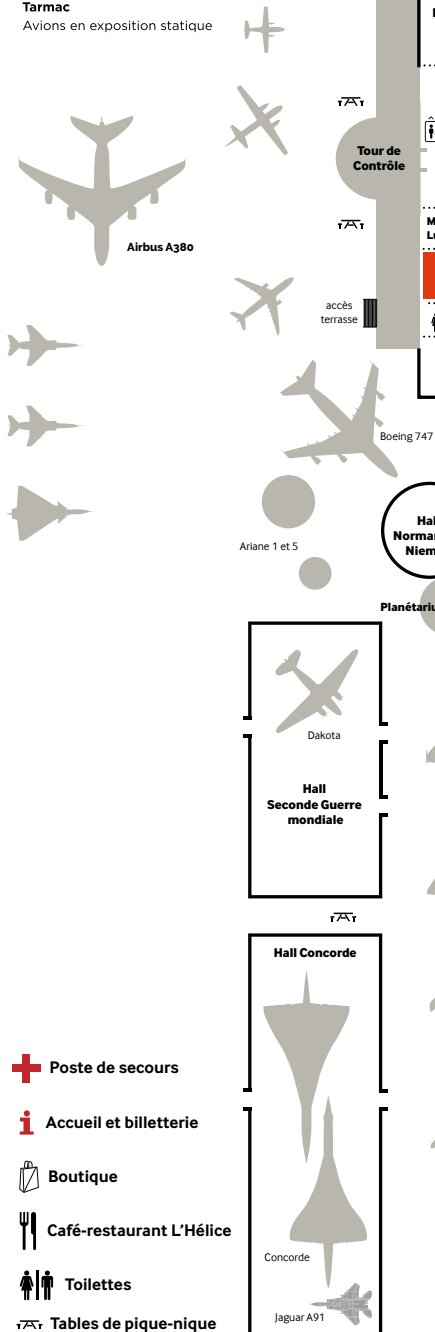 Tarmac
Avions en exposition statique
Tour de
Contrôle
Airbus A380
accès
terrasse
Boeing 747
Ariane 1 et 5
Dakota
Hall
Seconde Guerre
mondiale
Hall Concorde
Concorde
Jaguar A91
Poste de secours
i Accueil et billetterie
Boutique
Café-restaurant L'Hélice
Toilettes
Tables de pique-nique